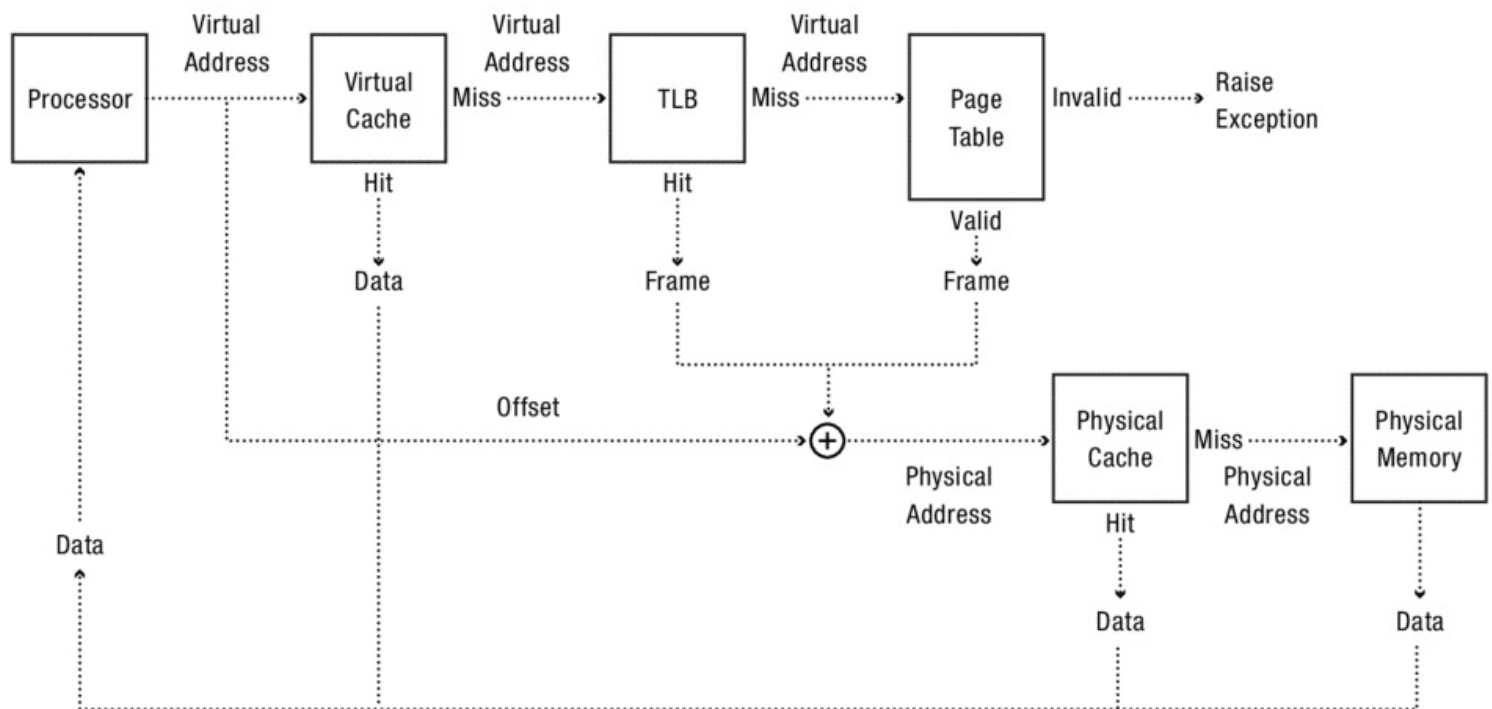 Virtual
Address
Virtual
Address
Virtual
Address
Processor
Virtual
Cache
Miss
TLB
Miss
Page
Table
Invalid
Raise
Exception
Hit
Hit
Valid
Data
Frame
Frame
Offset
Physical
Cache
Miss
Physical
Memory
Physical
Address
Physical
Address
Hit
Data
Data
Data